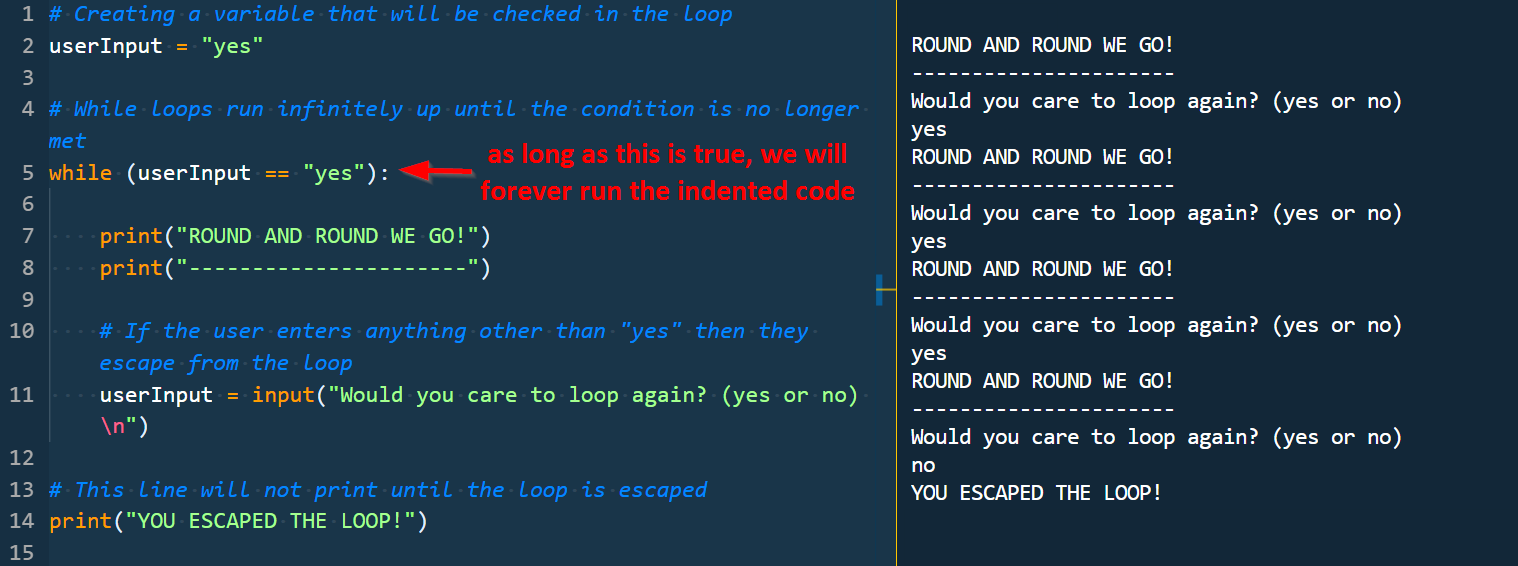 1 # Creating a variable that will be checked in the loop
2 userInput = "yes"
3
4 # While loops run infinitely up until the condition is no longer
met
5 while (userInput == "yes"):
as long as this is true, we will
forever run the indented code
6
7 print("ROUND AND ROUND WE GO!")
8 print("----------------------")
9
10 # If the user enters anything other than "yes" then they
escape from the loop
11 userInput = input("Would you care to loop again? (yes or no)
\n")
12
13 # This line will not print until the loop is escaped
14 print("YOU ESCAPED THE LOOP!")
15
ROUND AND ROUND WE GO!
----------------------
Would you care to loop again? (yes or no)
yes
ROUND AND ROUND WE GO!
----------------------
Would you care to loop again? (yes or no)
yes
ROUND AND ROUND WE GO!
----------------------
Would you care to loop again? (yes or no)
yes
ROUND AND ROUND WE GO!
----------------------
Would you care to loop again? (yes or no)
no
YOU ESCAPED THE LOOP!